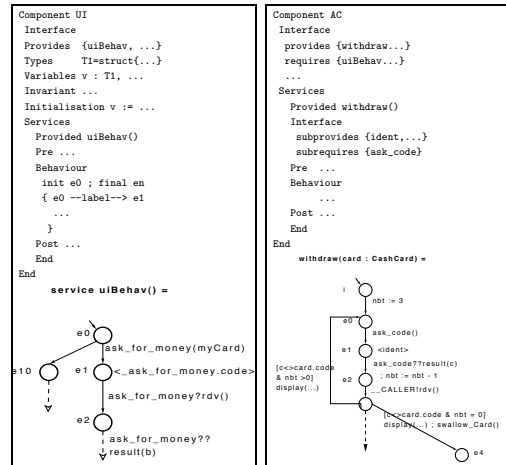 Component UI
Interface
Provides {uiBehav, ...}
Types T1=struct{...}
Variables v : T1, ...
Invariant ...
Initialisation v := ...
Services
Provided uiBehav()
Pre ...
Behaviour
init e0 ; final en
{ e0 --label--> e1
...
}
Post ...
End
End
service uiBehav() =
e0
ask_for_money(myCard)
e10
e1
<_ask_for_money.code>
ask_for_money?rdv()
e2
ask_for_money??
result(b)
Component AC
Interface
provides {withdraw...}
requires {uiBehav...}
...
Services
Provided withdraw()
Interface
subprovides {ident,...}
subrequires {ask_code}
Pre ...
Behaviour
...
Post ...
End
End
withdraw(card : CashCard) =
i
nbt := 3
e0
ask_code()
e1
<ident>
ask_code??result(c)
; nbt := nbt - 1
e2
__CALLER!rdv()
[c<>card.code
& nbt >0]
display(...)
[c<>card.code & nbt = 0]
display(...) ; swallow_Card()
e4